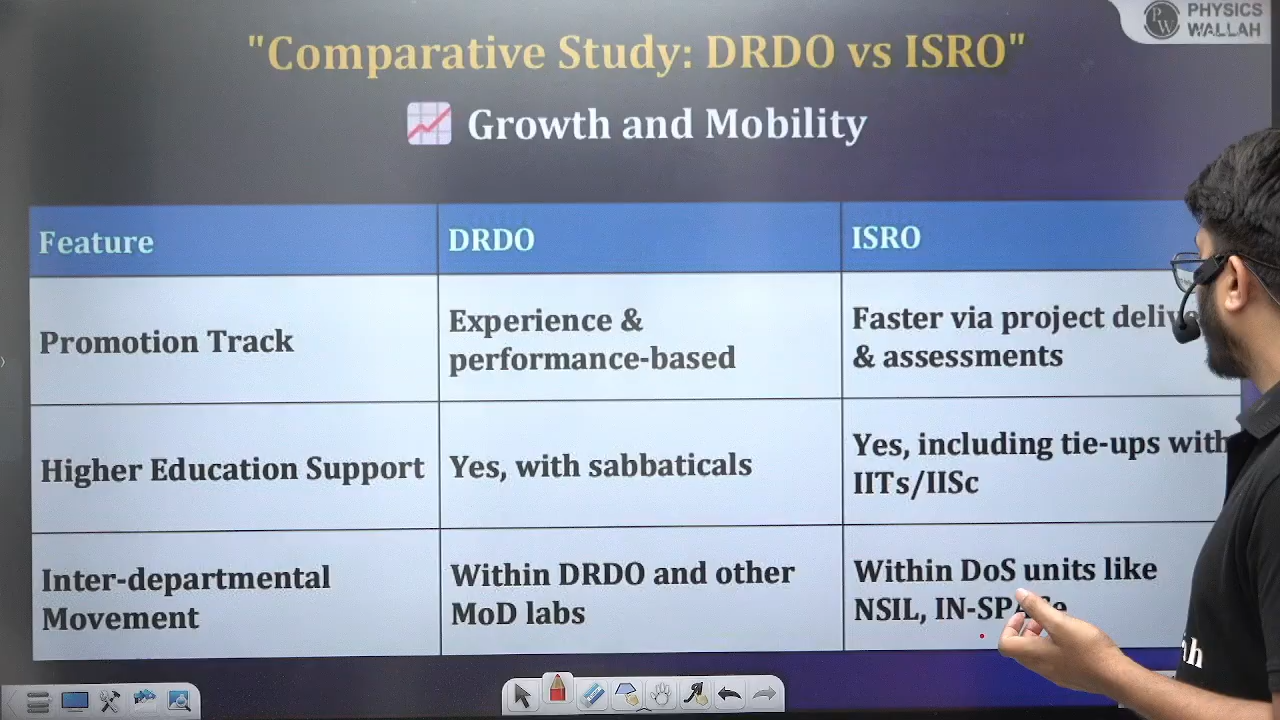 PHYSICS
WALLAH
"Comparative Study: DRDO vs ISRO"
Growth and Mobility
Feature
DRDO
ISRO
Promotion Track
Experience &
performance-based
Faster via project
& assessments
Higher Education Support
Yes, with sabbaticals
Yes, including tie-ups with
IITs/IISc
Inter-departmental
Movement
Within DRDO and other
MoD labs
Within DoS units like
NSIL,